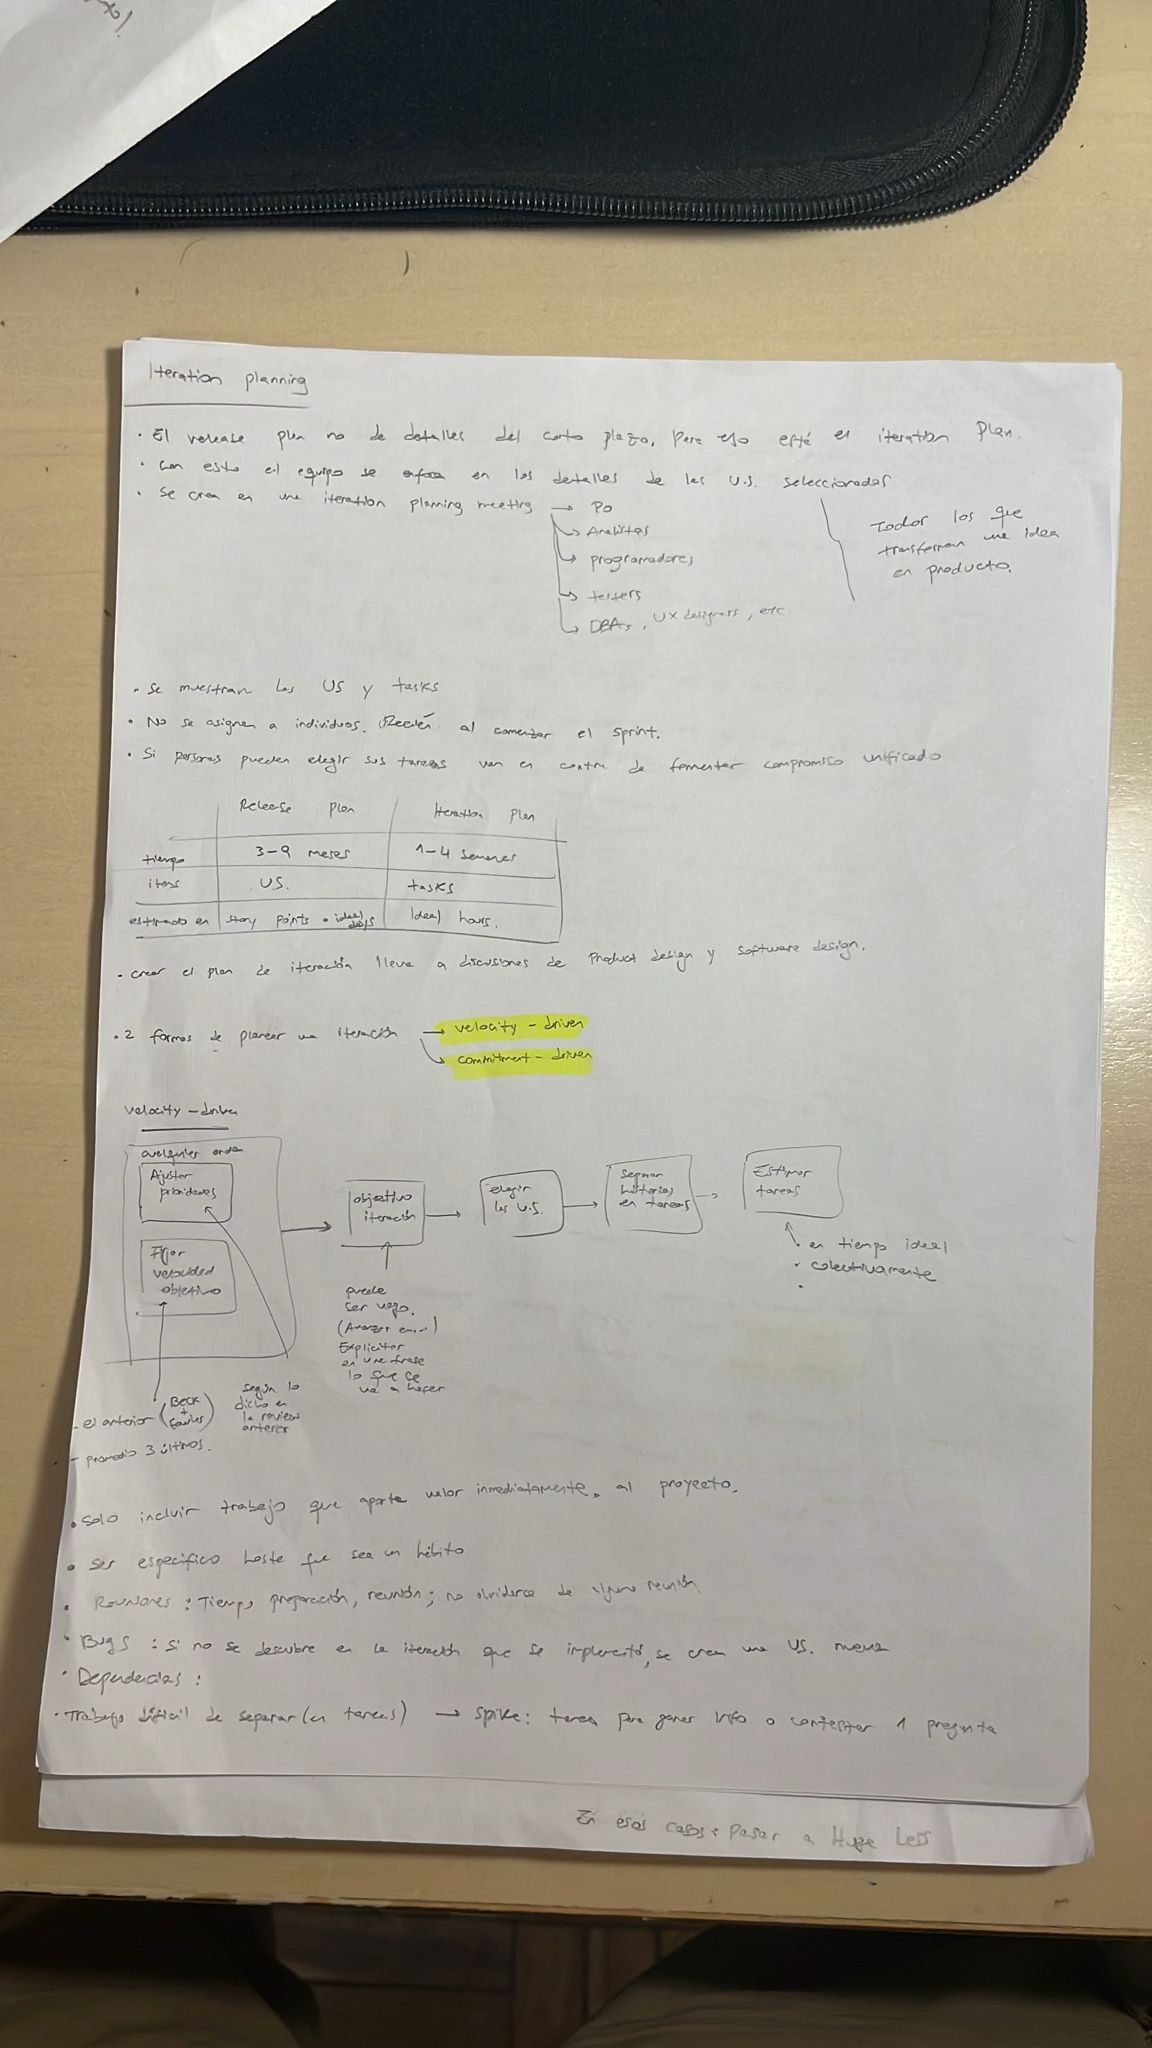 Iteration planning
• El release plan no da detalles del corto plazo, para eso está el iteration plan.
• Con esto el equipo se enfoca en los detalles de las U.S. seleccionadas
• Se crea en una iteration planning meeting → PO
→ Analistas
→ programadores
→ testers
→ DBAs, UX designers, etc.
Todos los que
transforman una idea
en producto.
• Se muestran las US y tasks
• No se asignan a individuos. Recién al comenzar el sprint.
• Si personas pueden elegir sus tareas van en contra de fomentar compromiso unificado
Release plan Iteration plan
tiempo 3-9 meses 1-4 semanas
items U.S. tasks
estimado en story points o ideal days Ideal hours.
• crear el plan de iteración lleva a discusiones de Product design y software design.
• 2 formas de planear una iteración → velocity-driven
→ commitment-driven
velocity-driven
cualquier orden
Ajustar
prioridades
Fijar
velocidad
objetivo
objetivo
iteración
elegir
las U.S.
Separar
historias
en tareas
Estimar
tareas
• en tiempo ideal
• colectivamente
•
puede
ser vago.
(Avanzar en...)
Explicitar
en una frase
lo que se
va a hacer
según lo
dicho en
la review
anterior
- el anterior (Beck + Fowler)
- promedio 3 últimos.
• Solo incluir trabajo que aporte valor inmediatamente. al proyecto.
• Ser específico hasta que sea un hábito
• Reuniones: Tiempo preparación, reunión; no olvidarse de alguna reunión.
• Bugs: Si no se descubre en la iteración que se implementó, se crea una US. nueva
• Dependencias:
• Trabajo difícil de separar (en tareas) → spike: tarea para ganar info o contestar 1 pregunta
En esos casos: Pasar a Huge Less